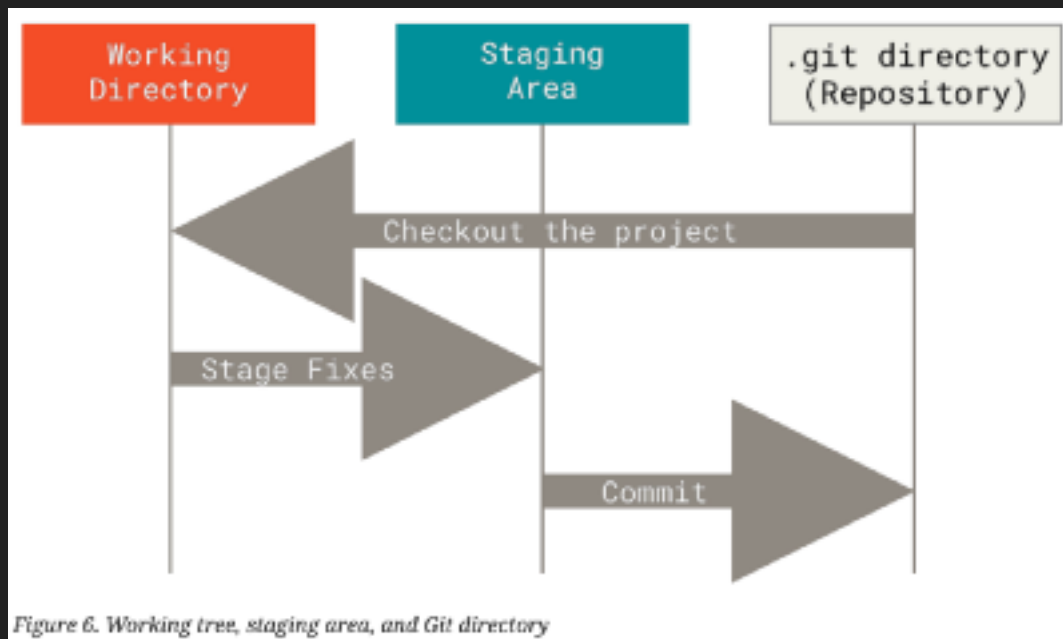 Working
Directory
Staging
Area
.git directory
(Repository)
Checkout the project
Stage Fixes
Commit
Figure 6. Working tree, staging area, and Git directory